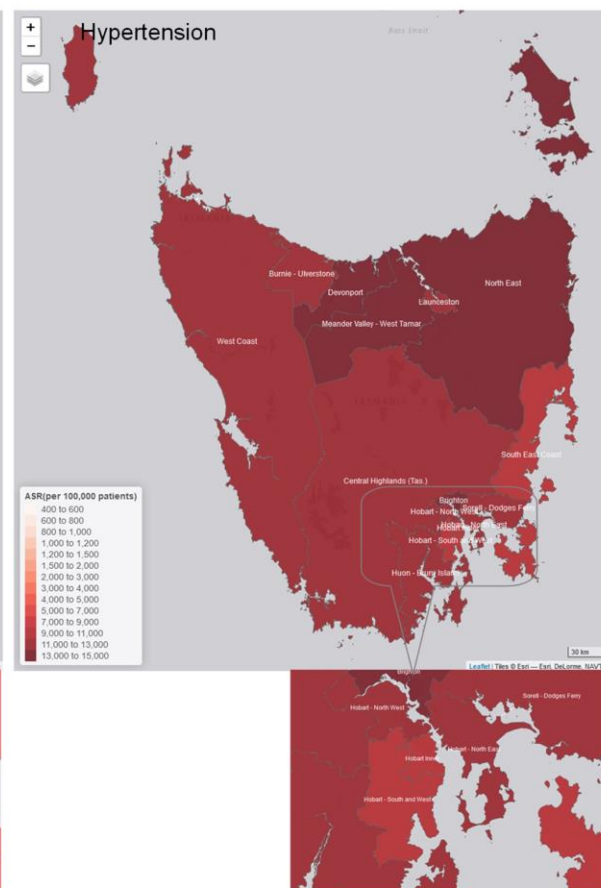 +
Hypertension
−
Bass Strait
TASMANIA
Burnie - Ulverstone
North East
Devonport
Launceston
Meander Valley - West Tamar
West Coast
TASMANIA
South East Coast
Central Highlands (Tas.)
Brighton
Sorell - Dodges Ferry
Hobart - North West
Hobart - North East
Hobart Inner
Hobart - South and West
Huon - Bruny Island
ASR(per 100,000 patients)
400 to 600
600 to 800
800 to 1,000
1,000 to 1,200
1,200 to 1,500
1,500 to 2,000
2,000 to 3,000
3,000 to 4,000
4,000 to 5,000
5,000 to 7,000
7,000 to 9,000
9,000 to 11,000
11,000 to 13,000
13,000 to 15,000
30 km
Leaflet | Tiles © Esri — Esri, DeLorme, NAVT
Brighton
Sorell - Dodges Ferry
Hobart - North West
Hobart - North East
Hobart Inner
Hobart - South and West